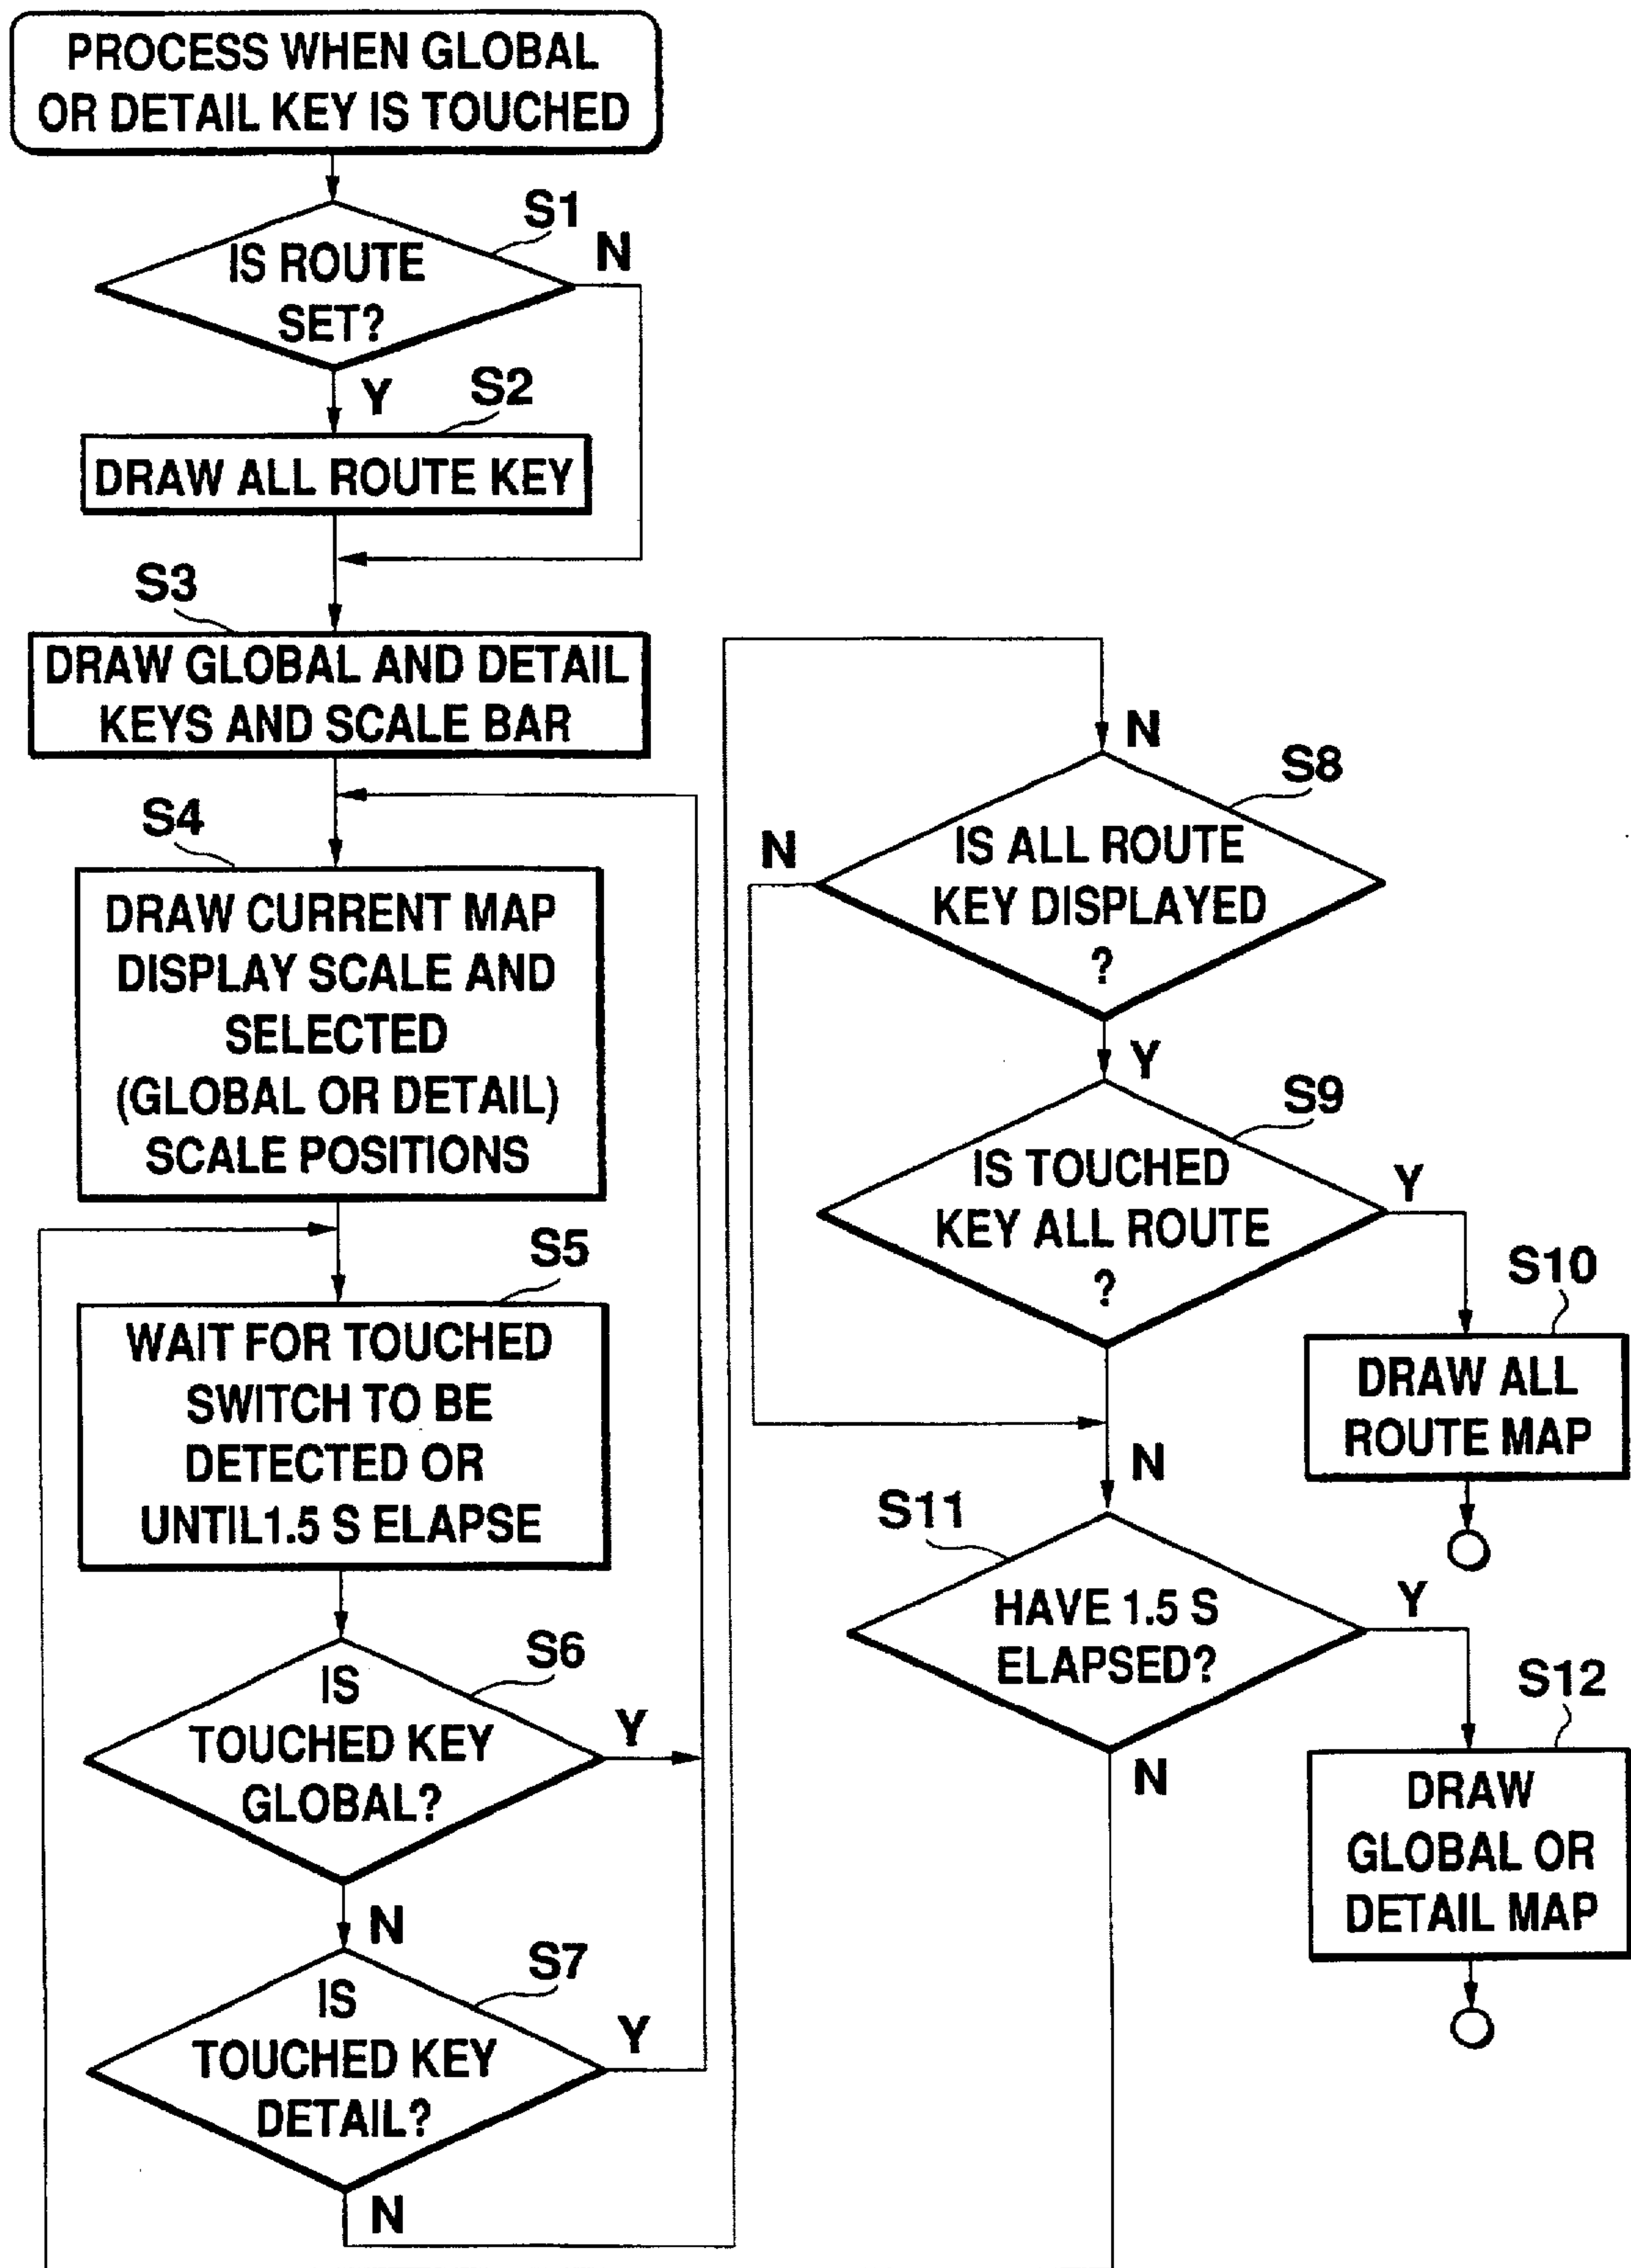 PROCESS WHEN GLOBAL
OR DETAIL KEY IS TOUCHED
S1
IS ROUTE
SET?
N
Y
S2
DRAW ALL ROUTE KEY
S3
DRAW GLOBAL AND DETAIL
KEYS AND SCALE BAR
S4
DRAW CURRENT MAP
DISPLAY SCALE AND
SELECTED
(GLOBAL OR DETAIL)
SCALE POSITIONS
S5
WAIT FOR TOUCHED
SWITCH TO BE
DETECTED OR
UNTIL1.5 S ELAPSE
S6
IS
TOUCHED KEY
GLOBAL?
Y
N
S7
IS
TOUCHED KEY
DETAIL?
Y
N
N
S8
IS ALL ROUTE
KEY DISPLAYED
?
N
Y
S9
IS TOUCHED
KEY ALL ROUTE
?
Y
S10
DRAW ALL
ROUTE MAP
N
S11
HAVE 1.5 S
ELAPSED?
Y
N
S12
DRAW
GLOBAL OR
DETAIL MAP